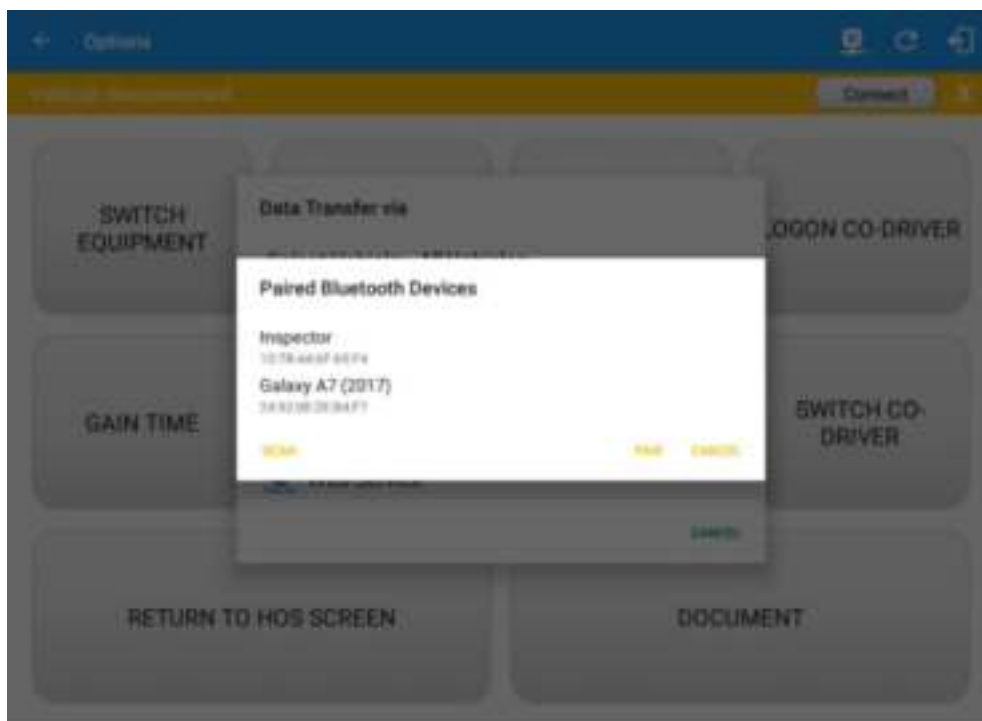 Options
Connect
SWITCH
EQUIPMENT
Data Transfer via
LOGON CO-DRIVER
Paired Bluetooth Devices
Inspector
Galaxy A7 (2017)
SCAN
PAIR
CANCEL
GAIN TIME
SWITCH CO-
DRIVER
CANCEL
RETURN TO HOS SCREEN
DOCUMENT